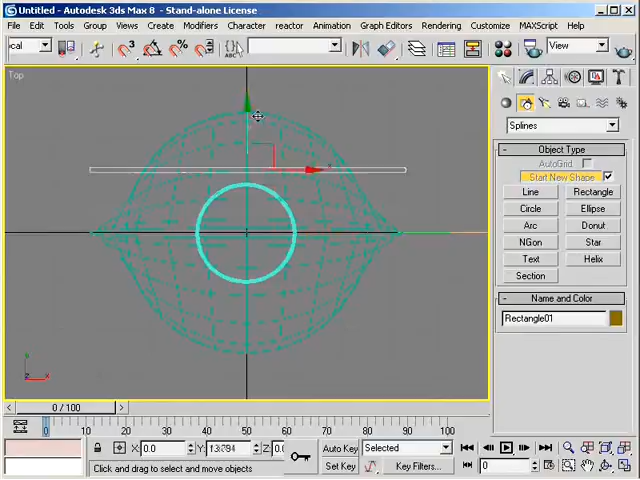 Untitled - Autodesk 3ds Max 8 - Stand-alone License
File Edit Tools Group Views Create Modifiers Character reactor Animation Graph Editors Rendering Customize MAXScript Help
cal
View
Top
Splines
- Object Type
AutoGrid
Start New Shape
Line Rectangle
Circle Ellipse
Arc Donut
NGon Star
Text Helix
Section
- Name and Color
Rectangle01
0 / 100
0 10 20 30 40 50 60 70 80 90 100
X: 0.0 Y: Z: 0.
Auto Key Selected
Click and drag to select and move objects
Set Key Key Filters... 0